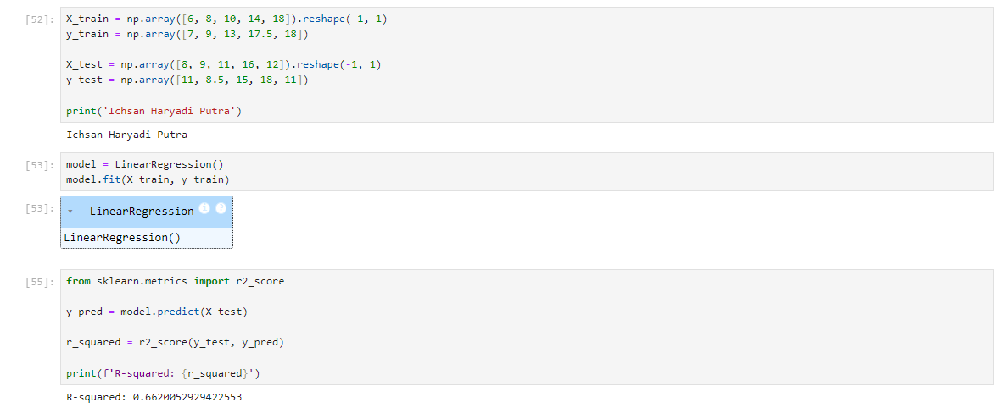 [52]:
X_train = np.array([6, 8, 10, 14, 18]).reshape(-1, 1)
y_train = np.array([7, 9, 13, 17.5, 18])
X_test = np.array([8, 9, 11, 16, 12]).reshape(-1, 1)
y_test = np.array([11, 8.5, 15, 18, 11])
print('Ichsan Haryadi Putra')
Ichsan Haryadi Putra
[53]:
model = LinearRegression()
model.fit(X_train, y_train)
[53]:
LinearRegression i ?
LinearRegression()
[55]:
from sklearn.metrics import r2_score
y_pred = model.predict(X_test)
r_squared = r2_score(y_test, y_pred)
print(f'R-squared: {r_squared}')
R-squared: 0.6620052929422553